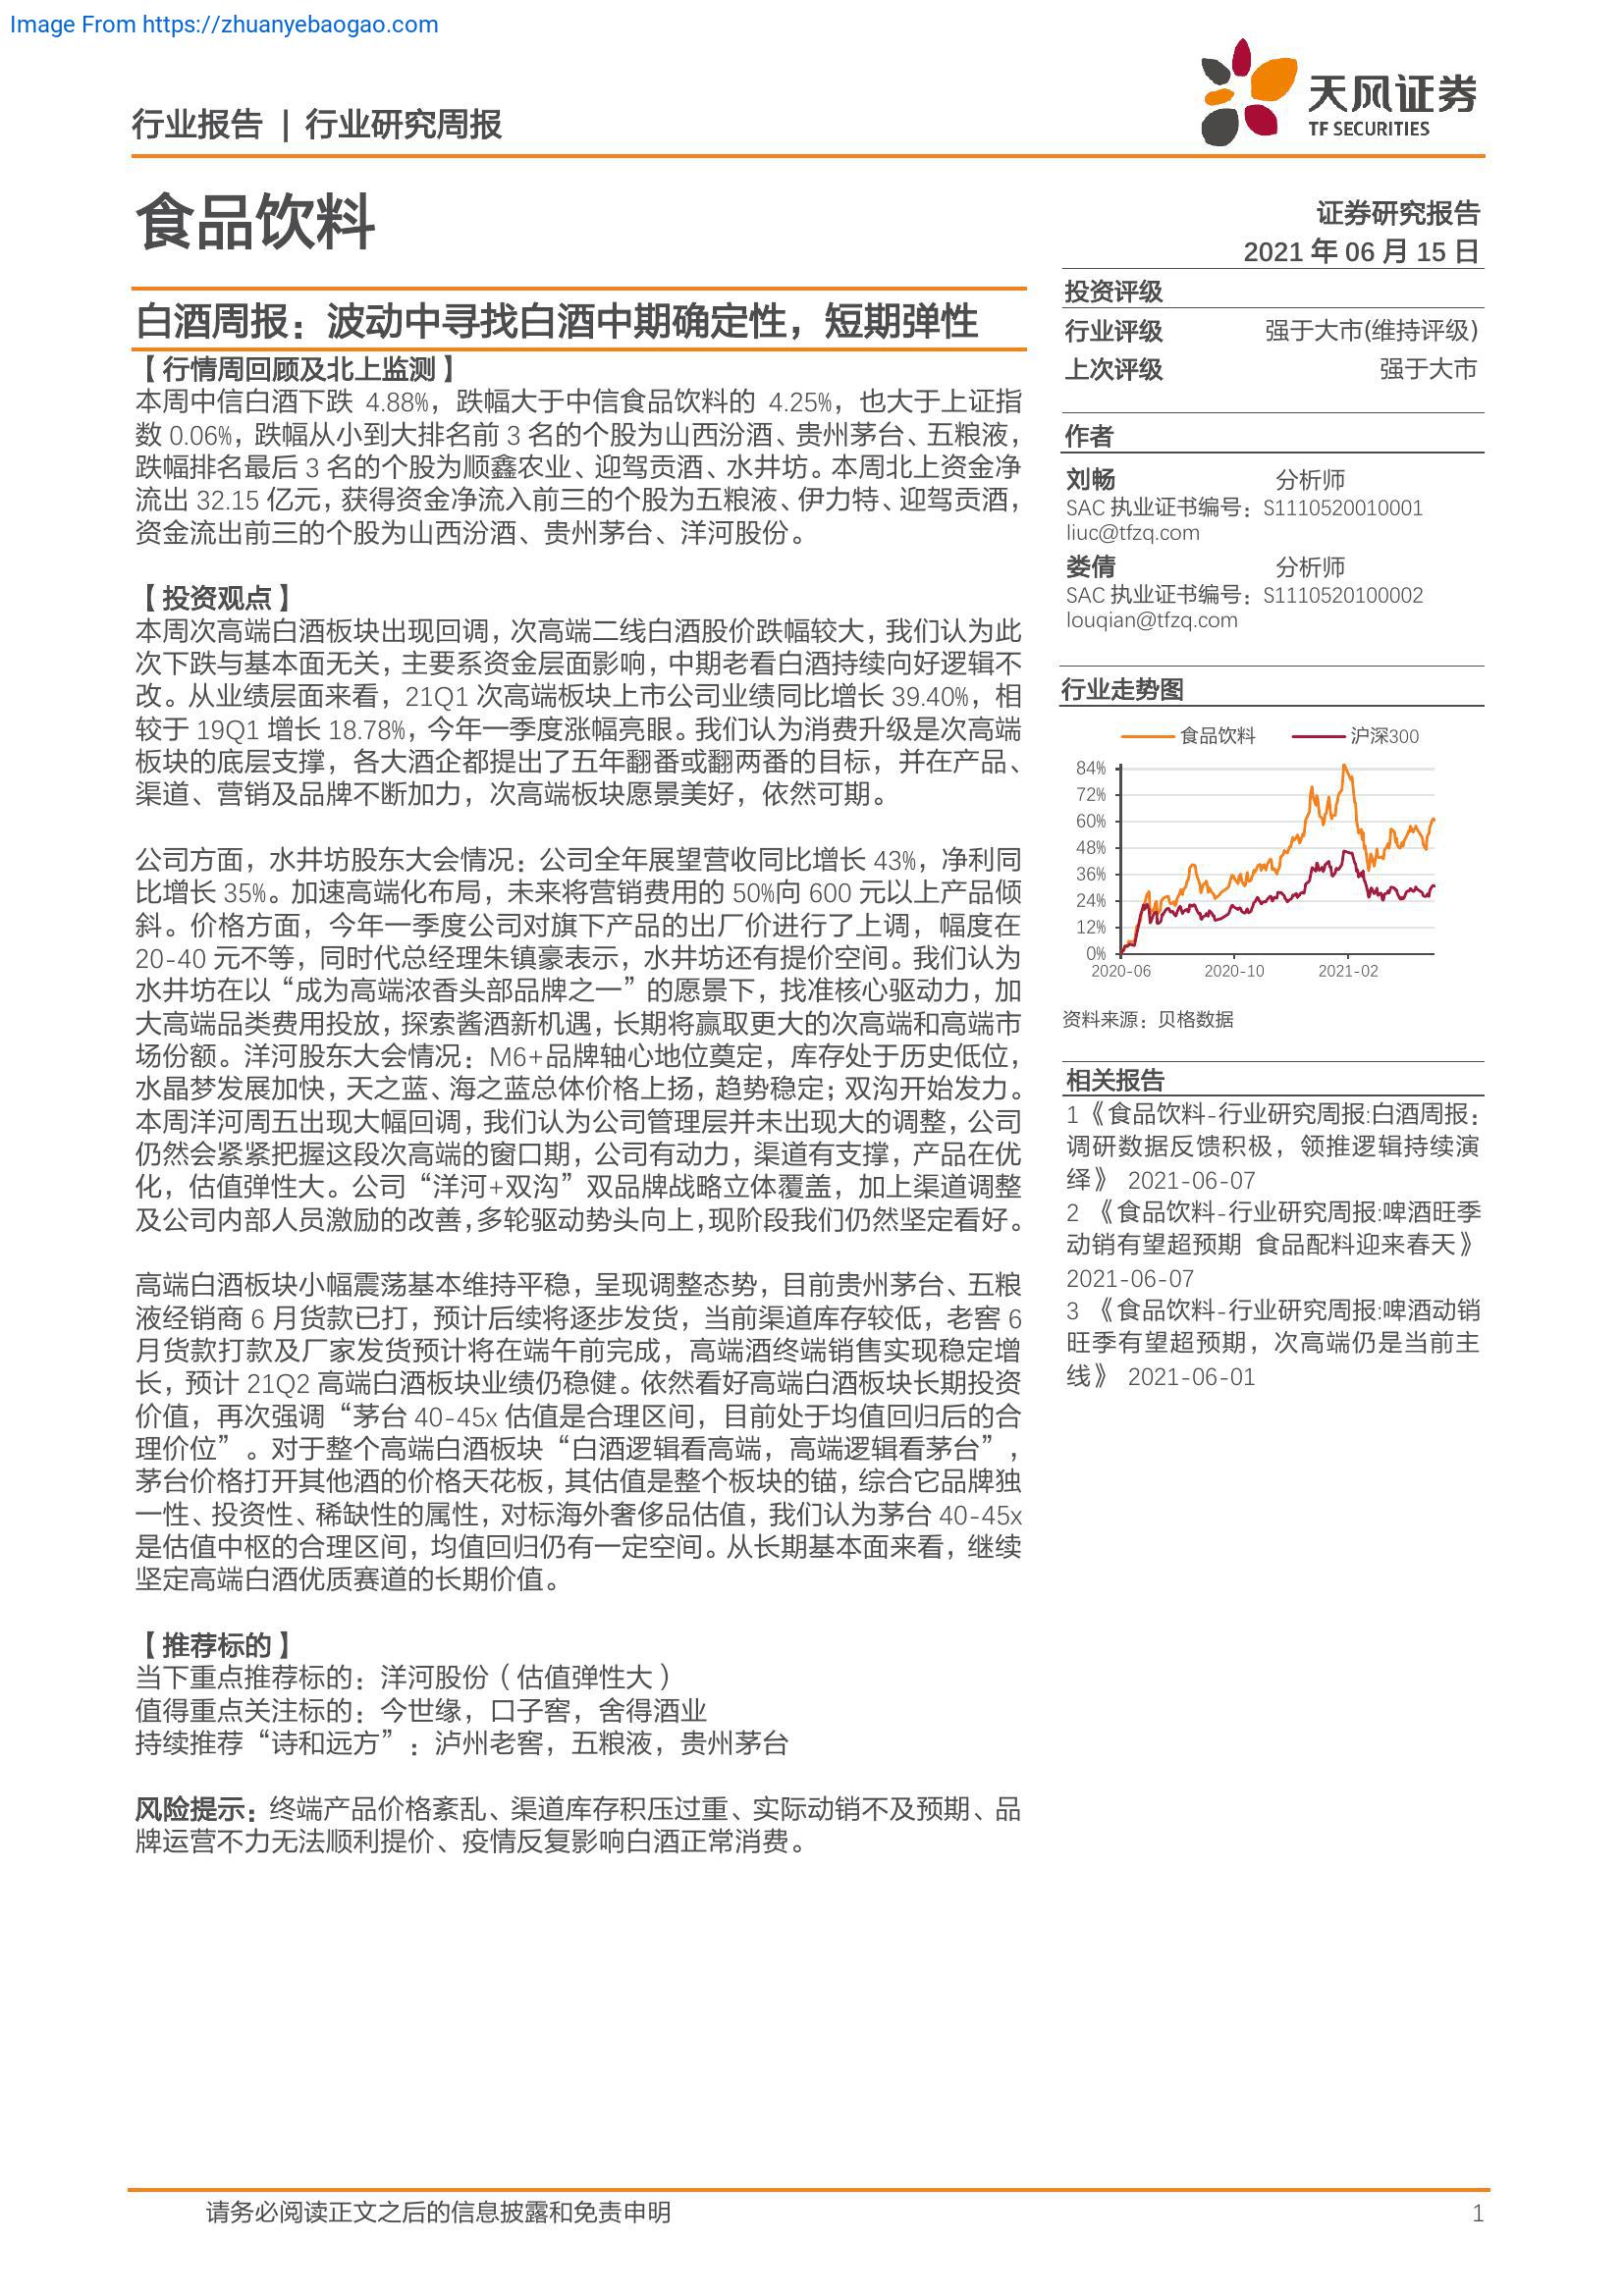 Image From https://zhuanyebaogao.com
行业报告 | 行业研究周报
天风证券
TF SECURITIES
食品饮料
证券研究报告
2021 年 06 月 15 日
白酒周报：波动中寻找白酒中期确定性，短期弹性
【行情周回顾及北上监测】
本周中信白酒下跌 4.88%，跌幅大于中信食品饮料的 4.25%，也大于上证指
数 0.06%，跌幅从小到大排名前 3 名的个股为山西汾酒、贵州茅台、五粮液，
跌幅排名最后 3 名的个股为顺鑫农业、迎驾贡酒、水井坊。本周北上资金净
流出 32.15 亿元，获得资金净流入前三的个股为五粮液、伊力特、迎驾贡酒，
资金流出前三的个股为山西汾酒、贵州茅台、洋河股份。
【投资观点】
本周次高端白酒板块出现回调，次高端二线白酒股价跌幅较大，我们认为此
次下跌与基本面无关，主要系资金层面影响，中期老看白酒持续向好逻辑不
改。从业绩层面来看，21Q1 次高端板块上市公司业绩同比增长 39.40%，相
较于 19Q1 增长 18.78%，今年一季度涨幅亮眼。我们认为消费升级是次高端
板块的底层支撑，各大酒企都提出了五年翻番或翻两番的目标，并在产品、
渠道、营销及品牌不断加力，次高端板块愿景美好，依然可期。
公司方面，水井坊股东大会情况：公司全年展望营收同比增长 43%，净利同
比增长 35%。加速高端化布局，未来将营销费用的 50%向 600 元以上产品倾
斜。价格方面，今年一季度公司对旗下产品的出厂价进行了上调，幅度在
20-40 元不等，同时代总经理朱镇豪表示，水井坊还有提价空间。我们认为
水井坊在以“成为高端浓香头部品牌之一”的愿景下，找准核心驱动力，加
大高端品类费用投放，探索酱酒新机遇，长期将赢取更大的次高端和高端市
场份额。洋河股东大会情况：M6+品牌轴心地位奠定，库存处于历史低位，
水晶梦发展加快，天之蓝、海之蓝总体价格上扬，趋势稳定；双沟开始发力。
本周洋河周五出现大幅回调，我们认为公司管理层并未出现大的调整，公司
仍然会紧紧把握这段次高端的窗口期，公司有动力，渠道有支撑，产品在优
化，估值弹性大。公司“洋河+双沟”双品牌战略立体覆盖，加上渠道调整
及公司内部人员激励的改善，多轮驱动势头向上，现阶段我们仍然坚定看好。
高端白酒板块小幅震荡基本维持平稳，呈现调整态势，目前贵州茅台、五粮
液经销商 6 月货款已打，预计后续将逐步发货，当前渠道库存较低，老窖 6
月货款打款及厂家发货预计将在端午前完成，高端酒终端销售实现稳定增
长，预计 21Q2 高端白酒板块业绩仍稳健。依然看好高端白酒板块长期投资
价值，再次强调“茅台 40-45x 估值是合理区间，目前处于均值回归后的合
理价位”。对于整个高端白酒板块“白酒逻辑看高端，高端逻辑看茅台”，
茅台价格打开其他酒的价格天花板，其估值是整个板块的锚，综合它品牌独
一性、投资性、稀缺性的属性，对标海外奢侈品估值，我们认为茅台 40-45x
是估值中枢的合理区间，均值回归仍有一定空间。从长期基本面来看，继续
坚定高端白酒优质赛道的长期价值。
【推荐标的】
当下重点推荐标的：洋河股份（估值弹性大）
值得重点关注标的：今世缘，口子窖，舍得酒业
持续推荐“诗和远方”：泸州老窖，五粮液，贵州茅台
风险提示：终端产品价格紊乱、渠道库存积压过重、实际动销不及预期、品
牌运营不力无法顺利提价、疫情反复影响白酒正常消费。
投资评级
行业评级 强于大市(维持评级)
上次评级 强于大市
作者
刘畅 分析师
SAC 执业证书编号：S1110520010001
liuc@tfzq.com
娄倩 分析师
SAC 执业证书编号：S1110520100002
louqian@tfzq.com
行业走势图
食品饮料 沪深300
84%
72%
60%
48%
36%
24%
12%
0%
2020-06 2020-10 2021-02
资料来源：贝格数据
相关报告
1《食品饮料-行业研究周报:白酒周报：
调研数据反馈积极，领推逻辑持续演
绎》 2021-06-07
2 《食品饮料-行业研究周报:啤酒旺季
动销有望超预期 食品配料迎来春天》
2021-06-07
3 《食品饮料-行业研究周报:啤酒动销
旺季有望超预期，次高端仍是当前主
线》 2021-06-01
请务必阅读正文之后的信息披露和免责申明 1